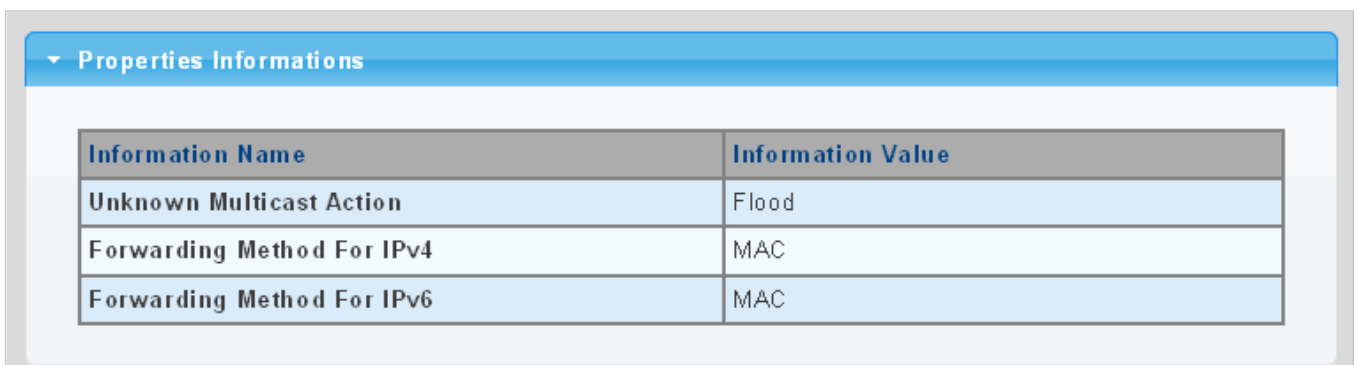 Properties Informations
Information Name Information Value
Unknown Multicast Action Flood
Forwarding Method For IPv4 MAC
Forwarding Method For IPv6 MAC